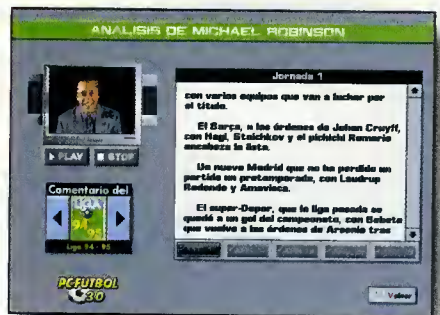 ANALISIS DE MICHAEL ROBINSON
Jornada 1
con varios equipos que van a luchar por
el título.
El Barça, a las órdenes de Johan Cruyff,
con Hagi, Stoichkov y el pichichi Romario
encabeza la lista.
Un nuevo Madrid que no ha perdido un
partido en pretemporada, con Laudrup
Redondo y Amavisca.
El super-Depor, que la liga pasada se
quedó a un gol del campeonato, con Bebeto
que vuelve a las órdenes de Arsenio tras
PLAY
STOP
Comentario del
LIGA
94
95
Liga 94 - 95
PCFUTBOL
3.0
Volver